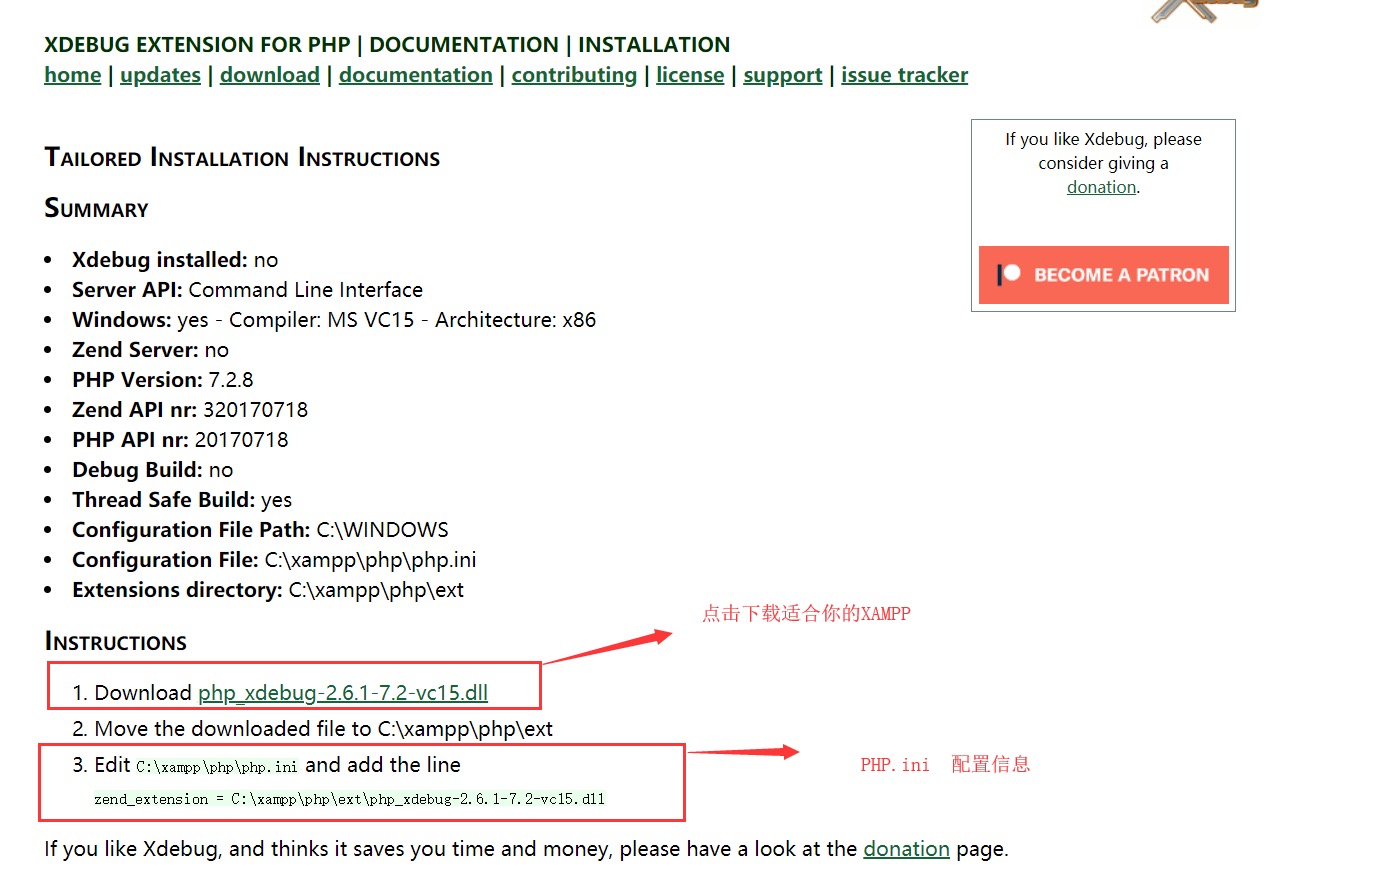 XDEBUG EXTENSION FOR PHP | DOCUMENTATION | INSTALLATION
home | updates | download | documentation | contributing | license | support | issue tracker
If you like Xdebug, please
consider giving a
donation.
BECOME A PATRON
Tailored Installation Instructions
Summary
• Xdebug installed: no
• Server API: Command Line Interface
• Windows: yes - Compiler: MS VC15 - Architecture: x86
• Zend Server: no
• PHP Version: 7.2.8
• Zend API nr: 320170718
• PHP API nr: 20170718
• Debug Build: no
• Thread Safe Build: yes
• Configuration File Path: C:\WINDOWS
• Configuration File: C:\xampp\php\php.ini
• Extensions directory: C:\xampp\php\ext
点击下载适合你的XAMPP
Instructions
1. Download php_xdebug-2.6.1-7.2-vc15.dll
2. Move the downloaded file to C:\xampp\php\ext
3. Edit C:\xampp\php\php.ini and add the line
zend_extension = C:\xampp\php\ext\php_xdebug-2.6.1-7.2-vc15.dll
PHP.ini 配置信息
If you like Xdebug, and thinks it saves you time and money, please have a look at the donation page.